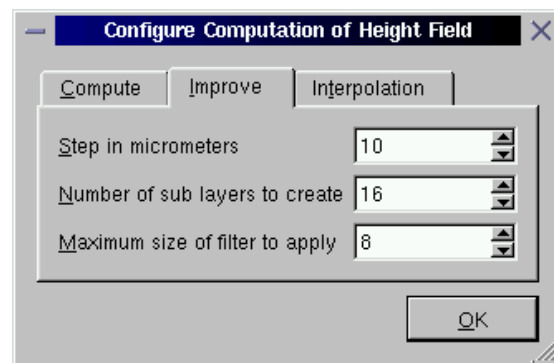 Configure Computation of Height Field
Compute Improve Interpolation
Step in micrometers 10
Number of sub layers to create 16
Maximum size of filter to apply 8
OK